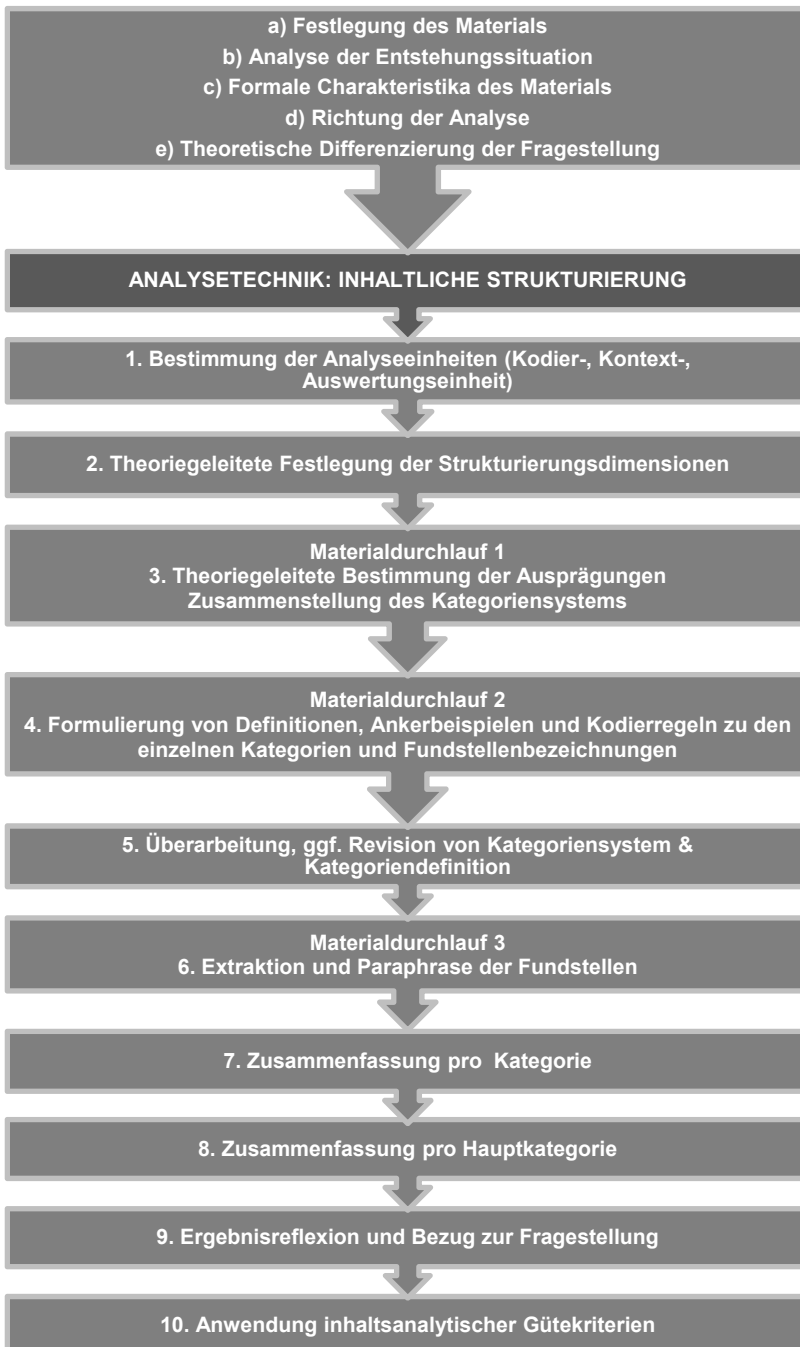 a) Festlegung des Materials
b) Analyse der Entstehungssituation
c) Formale Charakteristika des Materials
d) Richtung der Analyse
e) Theoretische Differenzierung der Fragestellung
ANALYSETECHNIK: INHALTLICHE STRUKTURIERUNG
1. Bestimmung der Analyseeinheiten (Kodier-, Kontext-,
Auswertungseinheit)
2. Theoriegeleitete Festlegung der Strukturierungsdimensionen
Materialdurchlauf 1
3. Theoriegeleitete Bestimmung der Ausprägungen
Zusammenstellung des Kategoriensystems
Materialdurchlauf 2
4. Formulierung von Definitionen, Ankerbeispielen und Kodierregeln zu den
einzelnen Kategorien und Fundstellenbezeichnungen
5. Überarbeitung, ggf. Revision von Kategoriensystem &
Kategoriendefinition
Materialdurchlauf 3
6. Extraktion und Paraphrase der Fundstellen
7. Zusammenfassung pro Kategorie
8. Zusammenfassung pro Hauptkategorie
9. Ergebnisreflexion und Bezug zur Fragestellung
10. Anwendung inhaltsanalytischer Gütekriterien